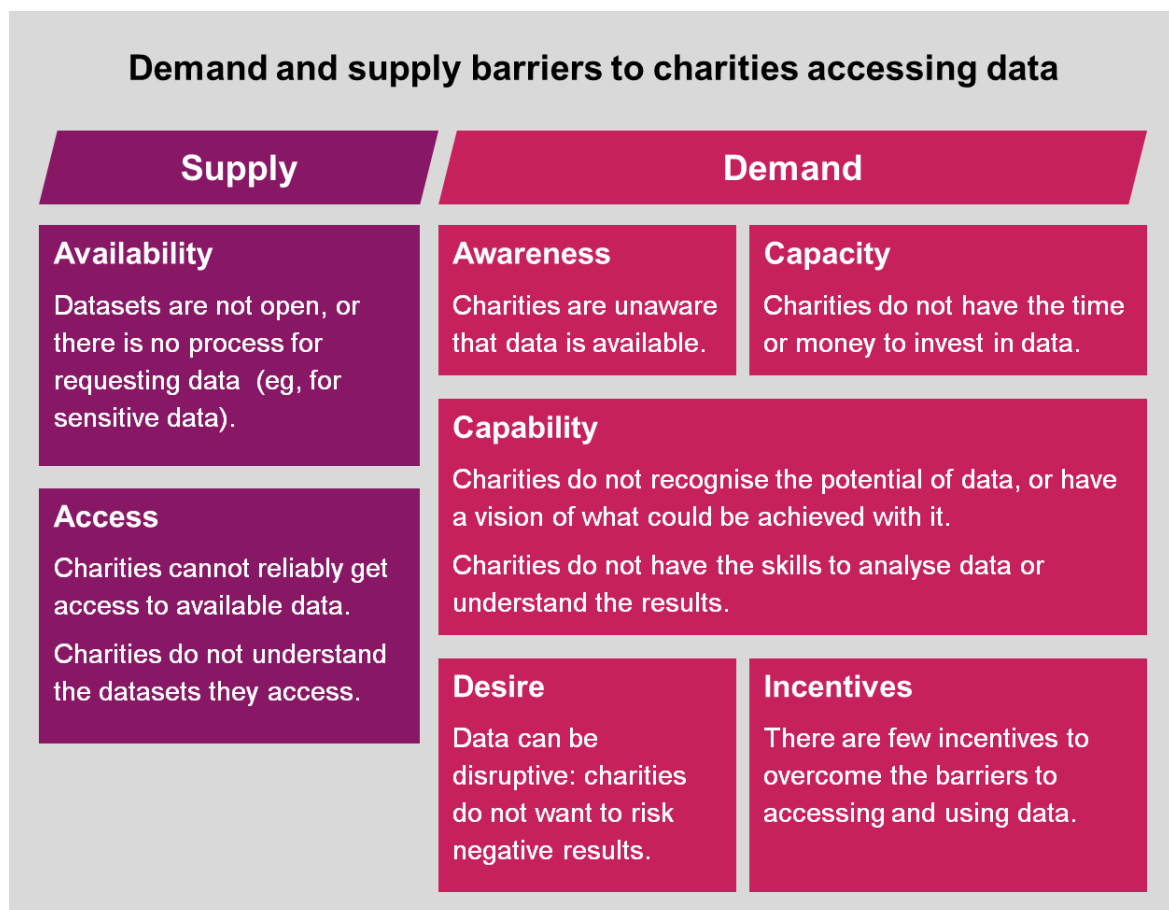 Demand and supply barriers to charities accessing data
Supply
Demand
Availability
Datasets are not open, or
there is no process for
requesting data (eg, for
sensitive data).
Access
Charities cannot reliably get
access to available data.
Charities do not understand
the datasets they access.
Awareness
Charities are unaware
that data is available.
Capacity
Charities do not have the time
or money to invest in data.
Capability
Charities do not recognise the potential of data, or have
a vision of what could be achieved with it.
Charities do not have the skills to analyse data or
understand the results.
Desire
Data can be
disruptive: charities
do not want to risk
negative results.
Incentives
There are few incentives to
overcome the barriers to
accessing and using data.